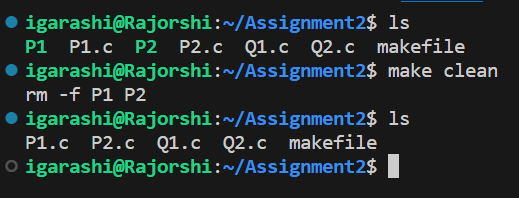 igarashi@Rajorshi:~/Assignment2$ ls
P1  P1.c  P2  P2.c  Q1.c  Q2.c  makefile
igarashi@Rajorshi:~/Assignment2$ make clean
rm -f P1 P2
igarashi@Rajorshi:~/Assignment2$ ls
P1.c  P2.c  Q1.c  Q2.c  makefile
igarashi@Rajorshi:~/Assignment2$